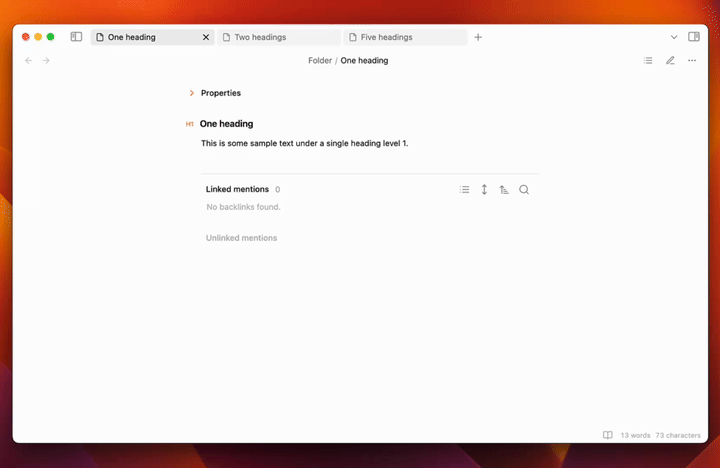 One heading
Two headings
Five headings
Folder / One heading
Properties
H1 One heading
This is some sample text under a single heading level 1.
Linked mentions 0
No backlinks found.
Unlinked mentions
13 words 73 characters